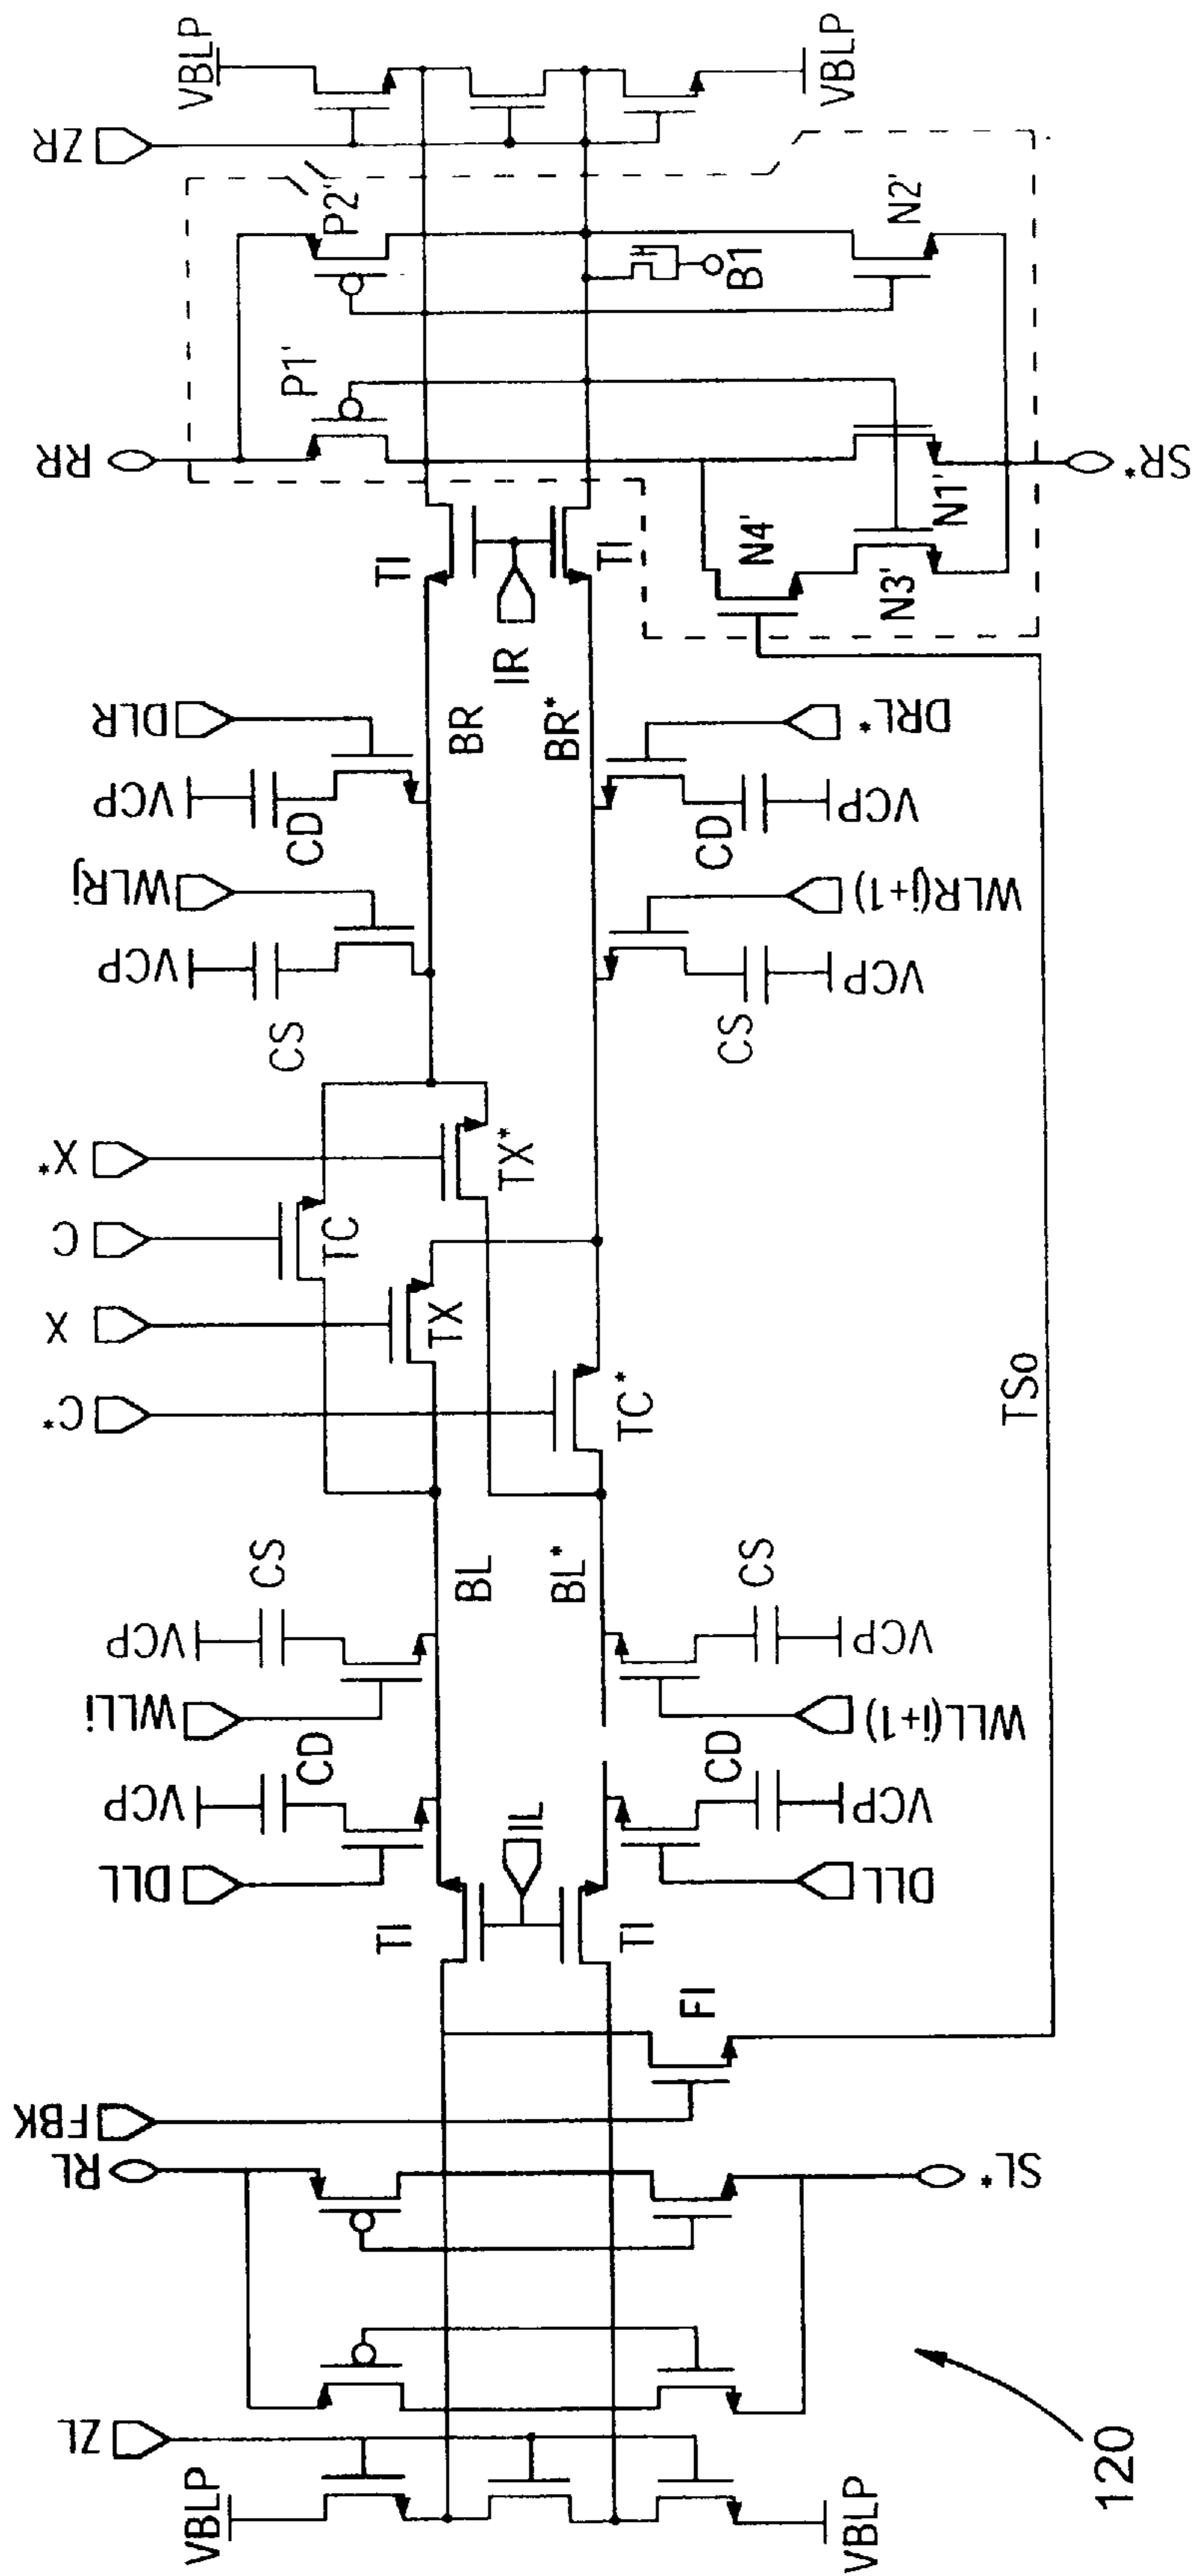 VBLP
ZR
P2'
B1
N2'
VBLP
P1'
RR
N1'
SR*
N4'
N3'
TI
IR
TI
DLR
BR
BR*
DRL*
VCP
CD
CD
VCP
WLRj
WLR(j+1)
VCP
CS
CS
VCP
X*
TX*
C
TC
X
TX
C*
TC*
TS0
CS
BL
BL*
CS
VCP
VCP
WLLi
WLL(i+1)
CD
CD
VCP
VCP
IL
DLL
DLL
TI
TI
FI
FBK
RL
SL*
ZL
VBLP
VBLP
120